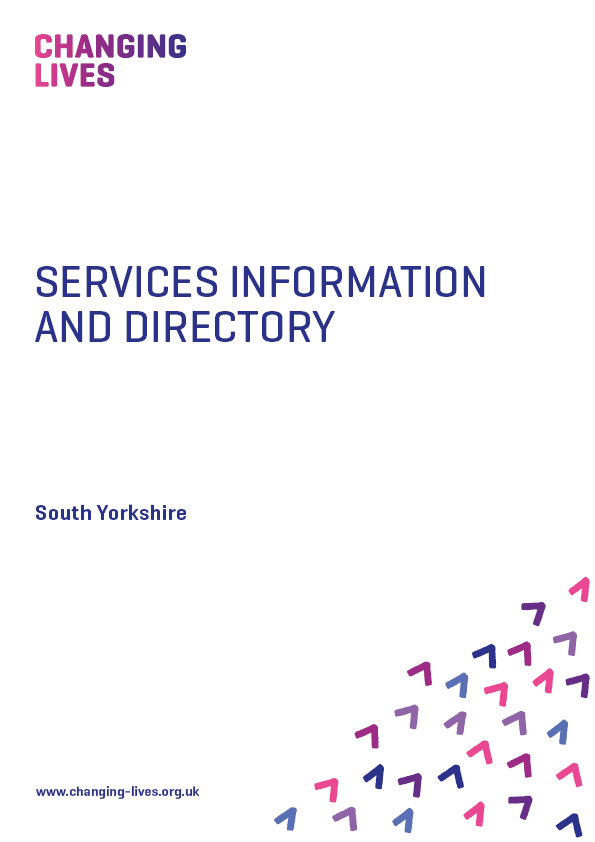 CHANGING
LIVES
SERVICES INFORMATION
AND DIRECTORY
South Yorkshire
www.changing-lives.org.uk